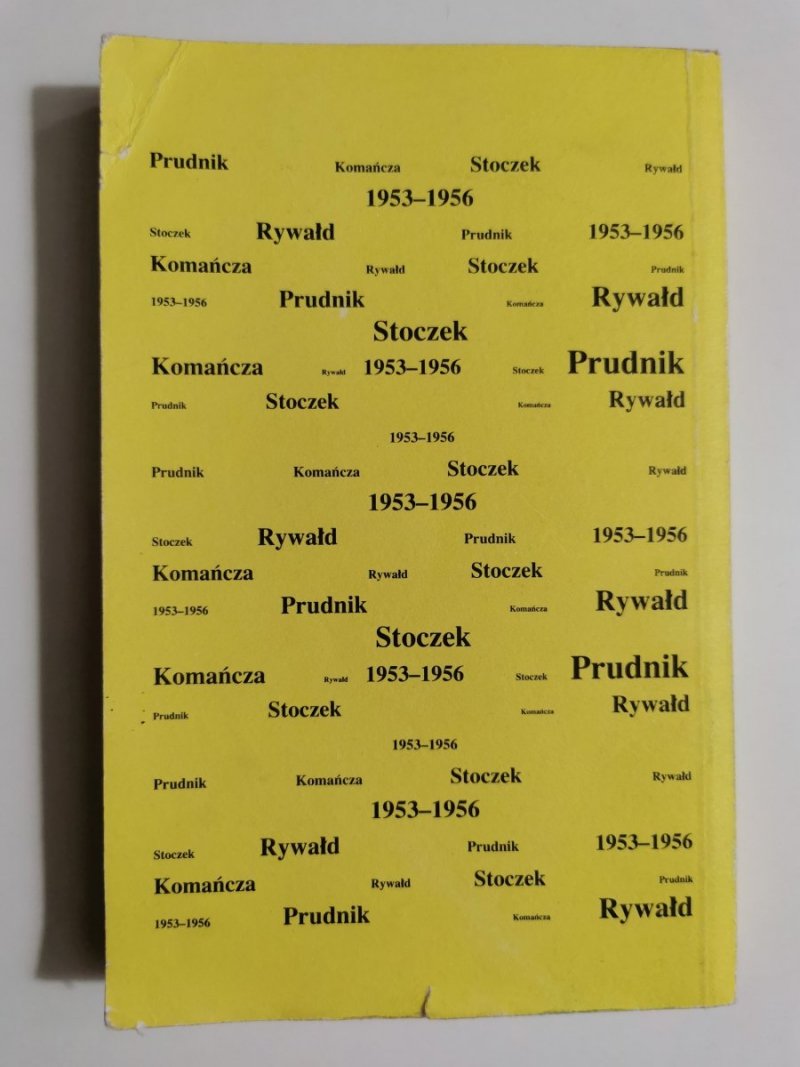 Prudnik Komańcza Stoczek Rywałd
1953–1956
Stoczek Rywałd Prudnik 1953–1956
Komańcza Rywałd Stoczek Prudnik
1953–1956 Prudnik Komańcza Rywałd
Stoczek
Komańcza Rywałd 1953–1956 Stoczek Prudnik
Prudnik Stoczek Komańcza Rywałd
1953–1956
Prudnik Komańcza Stoczek Rywałd
1953–1956
Stoczek Rywałd Prudnik 1953–1956
Komańcza Rywałd Stoczek Prudnik
1953–1956 Prudnik Komańcza Rywałd
Stoczek
Komańcza Rywałd 1953–1956 Stoczek Prudnik
Prudnik Stoczek Komańcza Rywałd
1953–1956
Prudnik Komańcza Stoczek Rywałd
1953–1956
Stoczek Rywałd Prudnik 1953–1956
Komańcza Rywałd Stoczek Prudnik
1953–1956 Prudnik Komańcza Rywałd